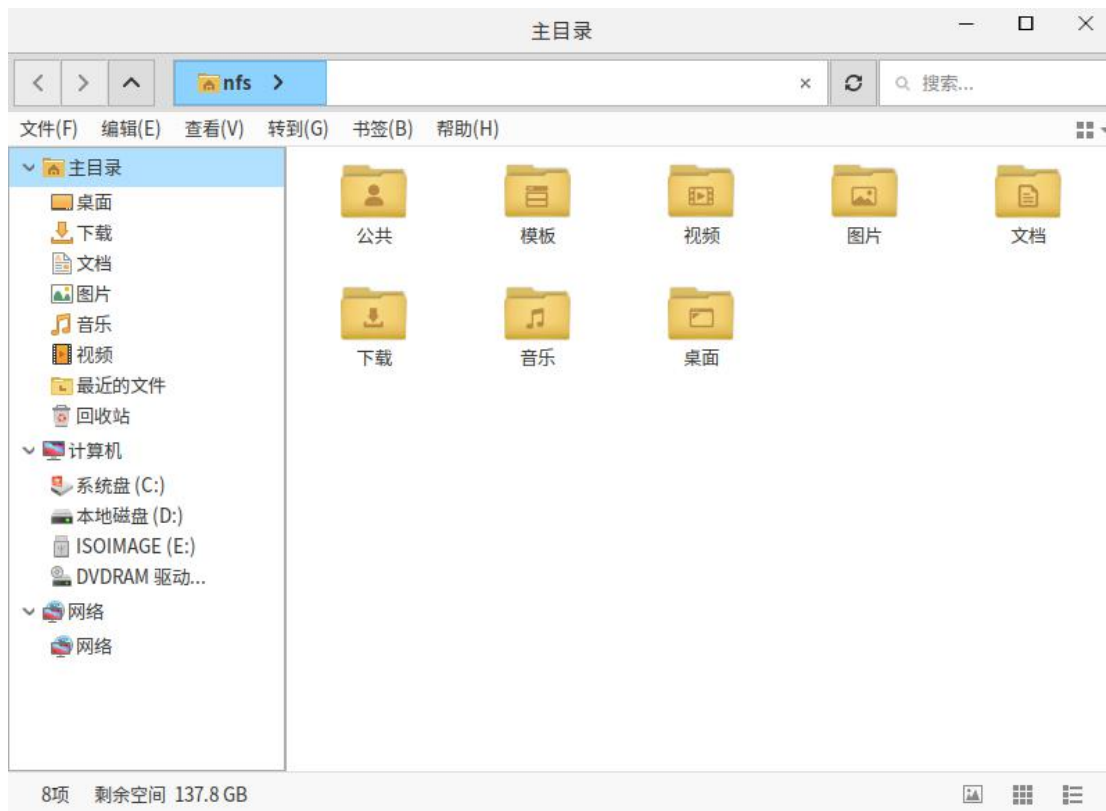 主目录
nfs
搜索...
文件(F) 编辑(E) 查看(V) 转到(G) 书签(B) 帮助(H)
主目录
桌面
下载
文档
图片
音乐
视频
最近的文件
回收站
计算机
系统盘 (C:)
本地磁盘 (D:)
ISOIMAGE (E:)
DVDRAM 驱动...
网络
网络
公共 模板 视频 图片 文档
下载 音乐 桌面
8项 剩余空间 137.8 GB